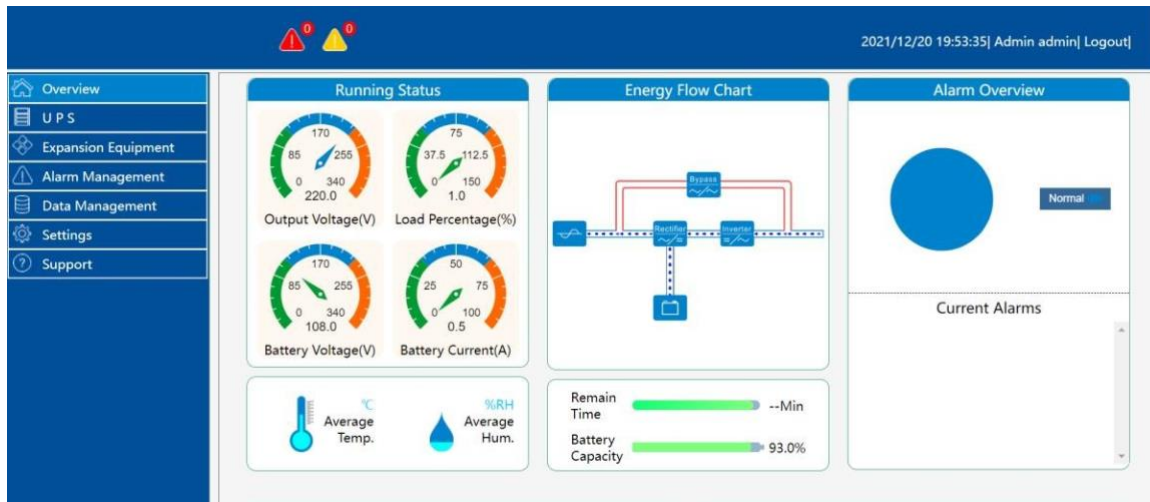 0 0
2021/12/20 19:53:35| Admin admin| Logout|
Overview
U P S
Expansion Equipment
Alarm Management
Data Management
Settings
Support
Running Status
170
85 255
0 340
220.0
Output Voltage(V)
75
37.5 112.5
0 150
1.0
Load Percentage(%)
170
85 255
0 340
108.0
Battery Voltage(V)
50
25 75
0 100
0.5
Battery Current(A)
°C
Average
Temp.
%RH
Average
Hum.
Energy Flow Chart
Bypass
Rectifier
Inverter
Remain
Time
--Min
Battery
Capacity
93.0%
Alarm Overview
Normal
Current Alarms